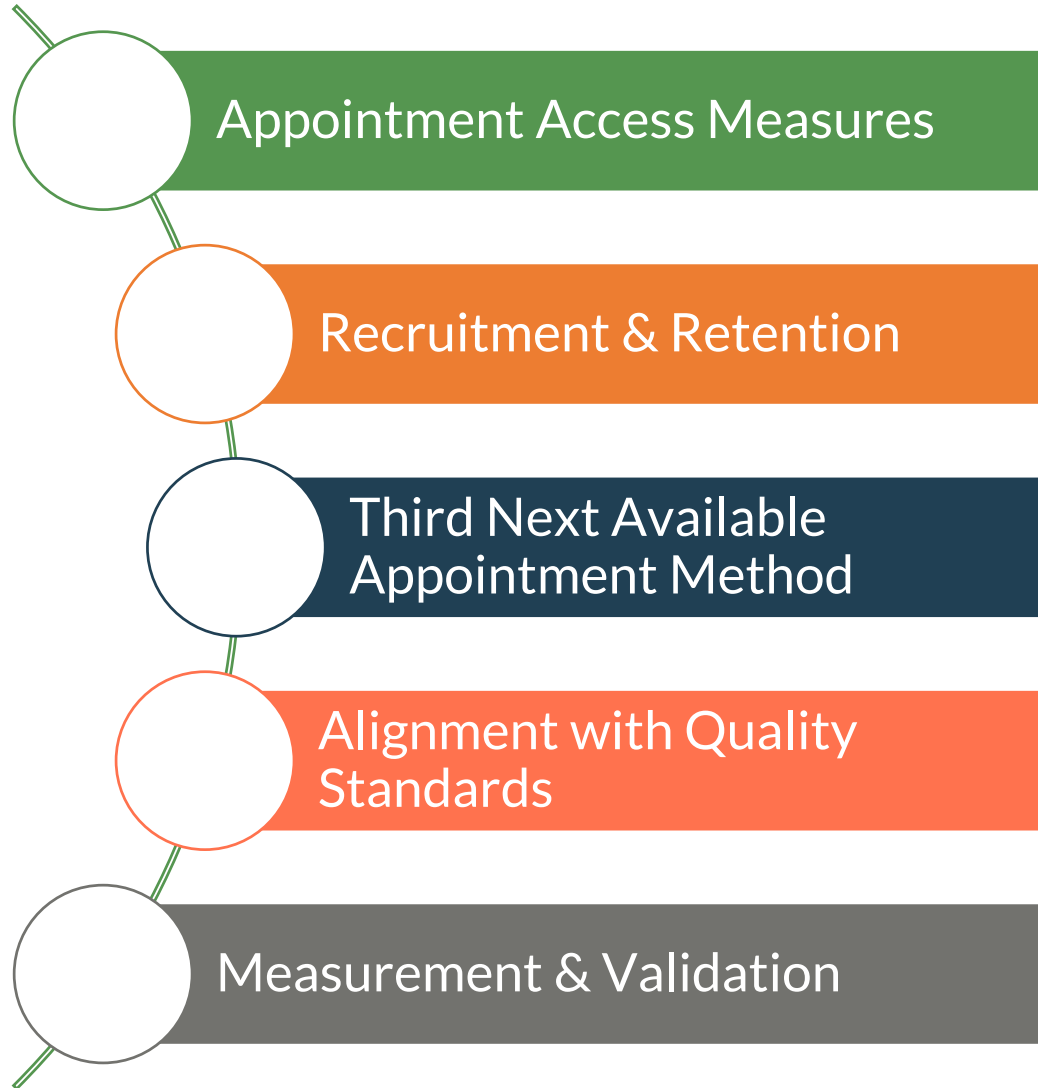 Appointment Access Measures
Recruitment & Retention
Third Next Available
Appointment Method
Alignment with Quality
Standards
Measurement & Validation